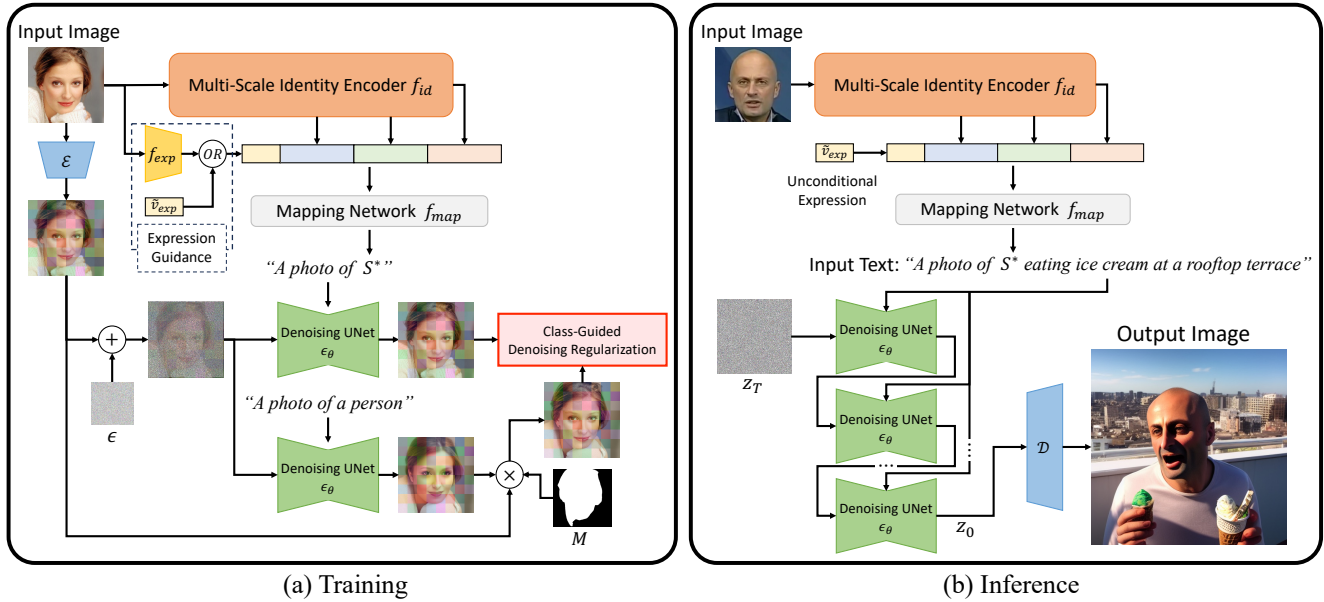 Input Image
Multi-Scale Identity Encoder f_id
ℰ
f_exp
OR
ṽ_exp
Expression
Guidance
Mapping Network f_map
“A photo of S*”
Denoising UNet
ϵ_θ
Class-Guided
Denoising Regularization
+
ϵ
“A photo of a person”
Denoising UNet
ϵ_θ
×
M
(a) Training
Input Image
Multi-Scale Identity Encoder f_id
ṽ_exp
Unconditional
Expression
Mapping Network f_map
Input Text: “A photo of S* eating ice cream at a rooftop terrace”
Denoising UNet
ϵ_θ
z_T
Denoising UNet
ϵ_θ
Denoising UNet
ϵ_θ
z_0
𝒟
Output Image
(b) Inference